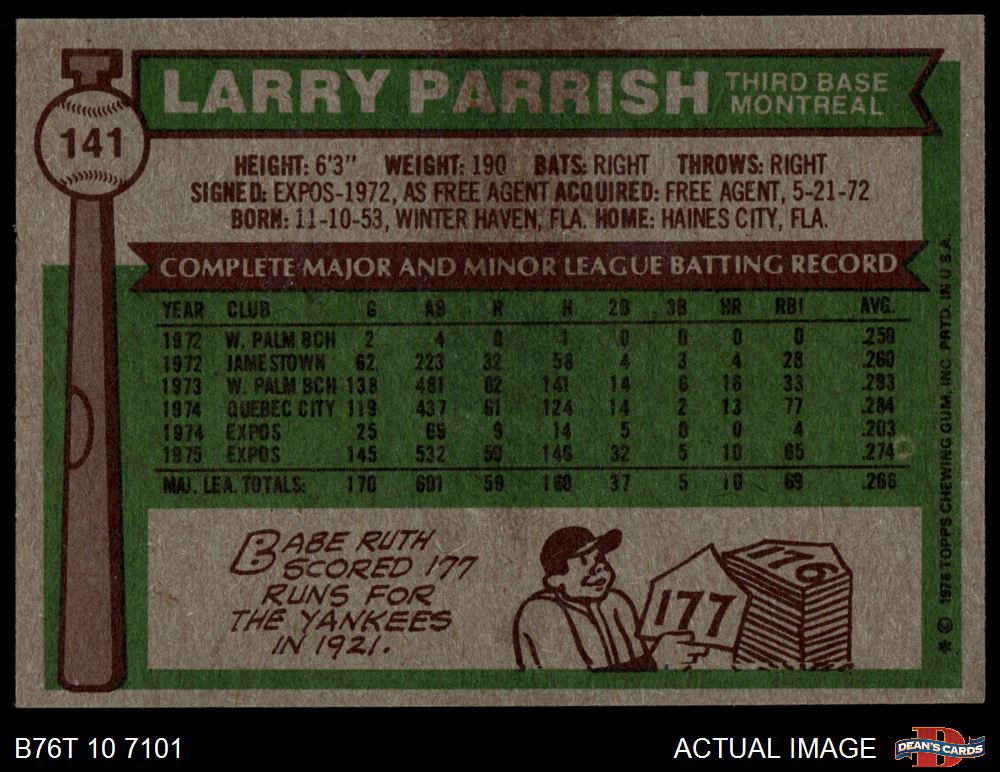 141
LARRY PARRISH
THIRD BASE
MONTREAL
HEIGHT: 6'3" WEIGHT: 190 BATS: RIGHT THROWS: RIGHT
SIGNED: EXPOS-1972, AS FREE AGENT ACQUIRED: FREE AGENT, 5-21-72
BORN: 11-10-53, WINTER HAVEN, FLA. HOME: HAINES CITY, FLA.
COMPLETE MAJOR AND MINOR LEAGUE BATTING RECORD
YEAR CLUB G AB R H 2B 3B HR RBI AVG.
1972 W. PALM BCH 2 4 0 1 0 0 0 0 .250
1972 JAMESTOWN 62 223 32 58 4 3 4 28 .260
1973 W. PALM BCH 138 481 82 141 14 6 16 33 .293
1974 QUEBEC CITY 119 437 61 124 14 2 13 77 .284
1974 EXPOS 25 69 9 14 5 0 0 4 .203
1975 EXPOS 145 532 50 146 32 5 10 65 .274
MAJ. LEA. TOTALS: 170 601 59 160 37 5 10 69 .266
BABE RUTH
SCORED 177
RUNS FOR
THE YANKEES
IN 1921.
177
176
* © 1976 TOPPS CHEWING GUM, INC. PRTD. IN U.S.A.
B76T 10 7101
ACTUAL IMAGE
D
DEAN'S CARDS